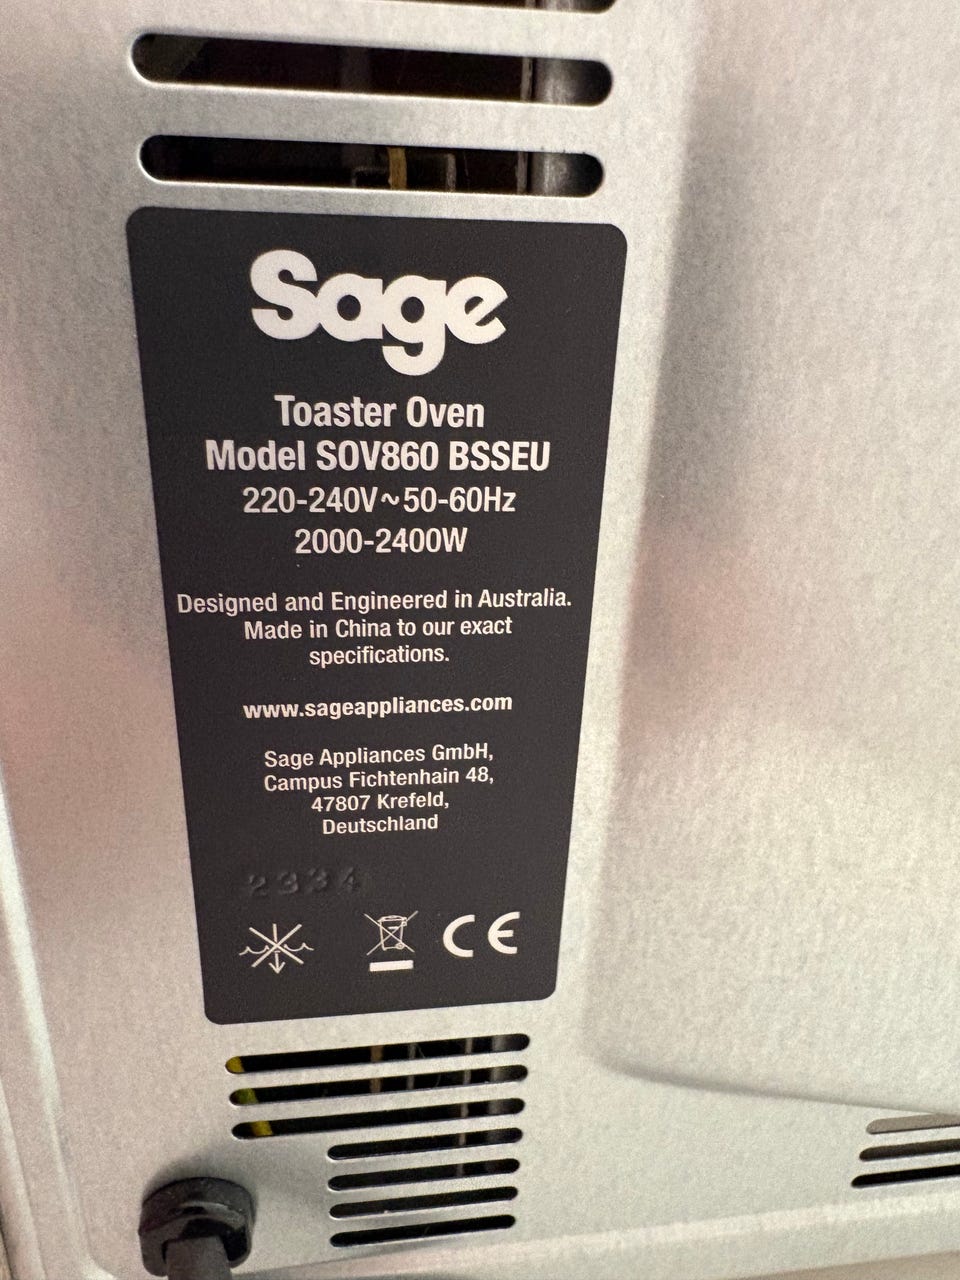 Sage
Toaster Oven
Model SOV860 BSSEU
220-240V~50-60Hz
2000-2400W
Designed and Engineered in Australia.
Made in China to our exact
specifications.
www.sageappliances.com
Sage Appliances GmbH,
Campus Fichtenhain 48,
47807 Krefeld,
Deutschland
2334
CE